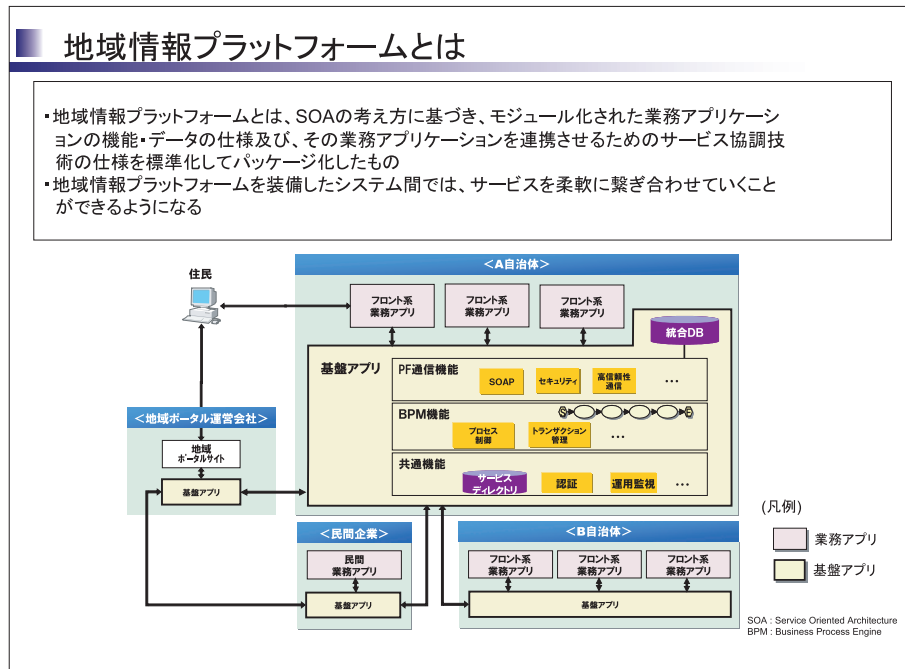 地域情報プラットフォームとは
・地域情報プラットフォームとは、SOAの考え方に基づき、モジュール化された業務アプリケーシ
ョンの機能・データの仕様及び、その業務アプリケーションを連携させるためのサービス協調技
術の仕様を標準化してパッケージ化したもの
・地域情報プラットフォームを装備したシステム間では、サービスを柔軟に繋ぎ合わせていくこと
ができるようになる
住民
＜A自治体＞
フロント系
業務アプリ
フロント系
業務アプリ
フロント系
業務アプリ
統合DB
基盤アプリ
PF通信機能
SOAP
セキュリティ
高信頼性
通信
…
BPM機能
S
E
プロセス
制御
トランザクション
管理
…
共通機能
サービス
ディレクトリ
認証
運用監視
…
＜地域ポータル運営会社＞
地域
ポータルサイト
基盤アプリ
＜民間企業＞
民間
業務アプリ
基盤アプリ
＜B自治体＞
フロント系
業務アプリ
フロント系
業務アプリ
フロント系
業務アプリ
基盤アプリ
(凡例)
業務アプリ
基盤アプリ
SOA : Service Oriented Architecture
BPM : Business Process Engine